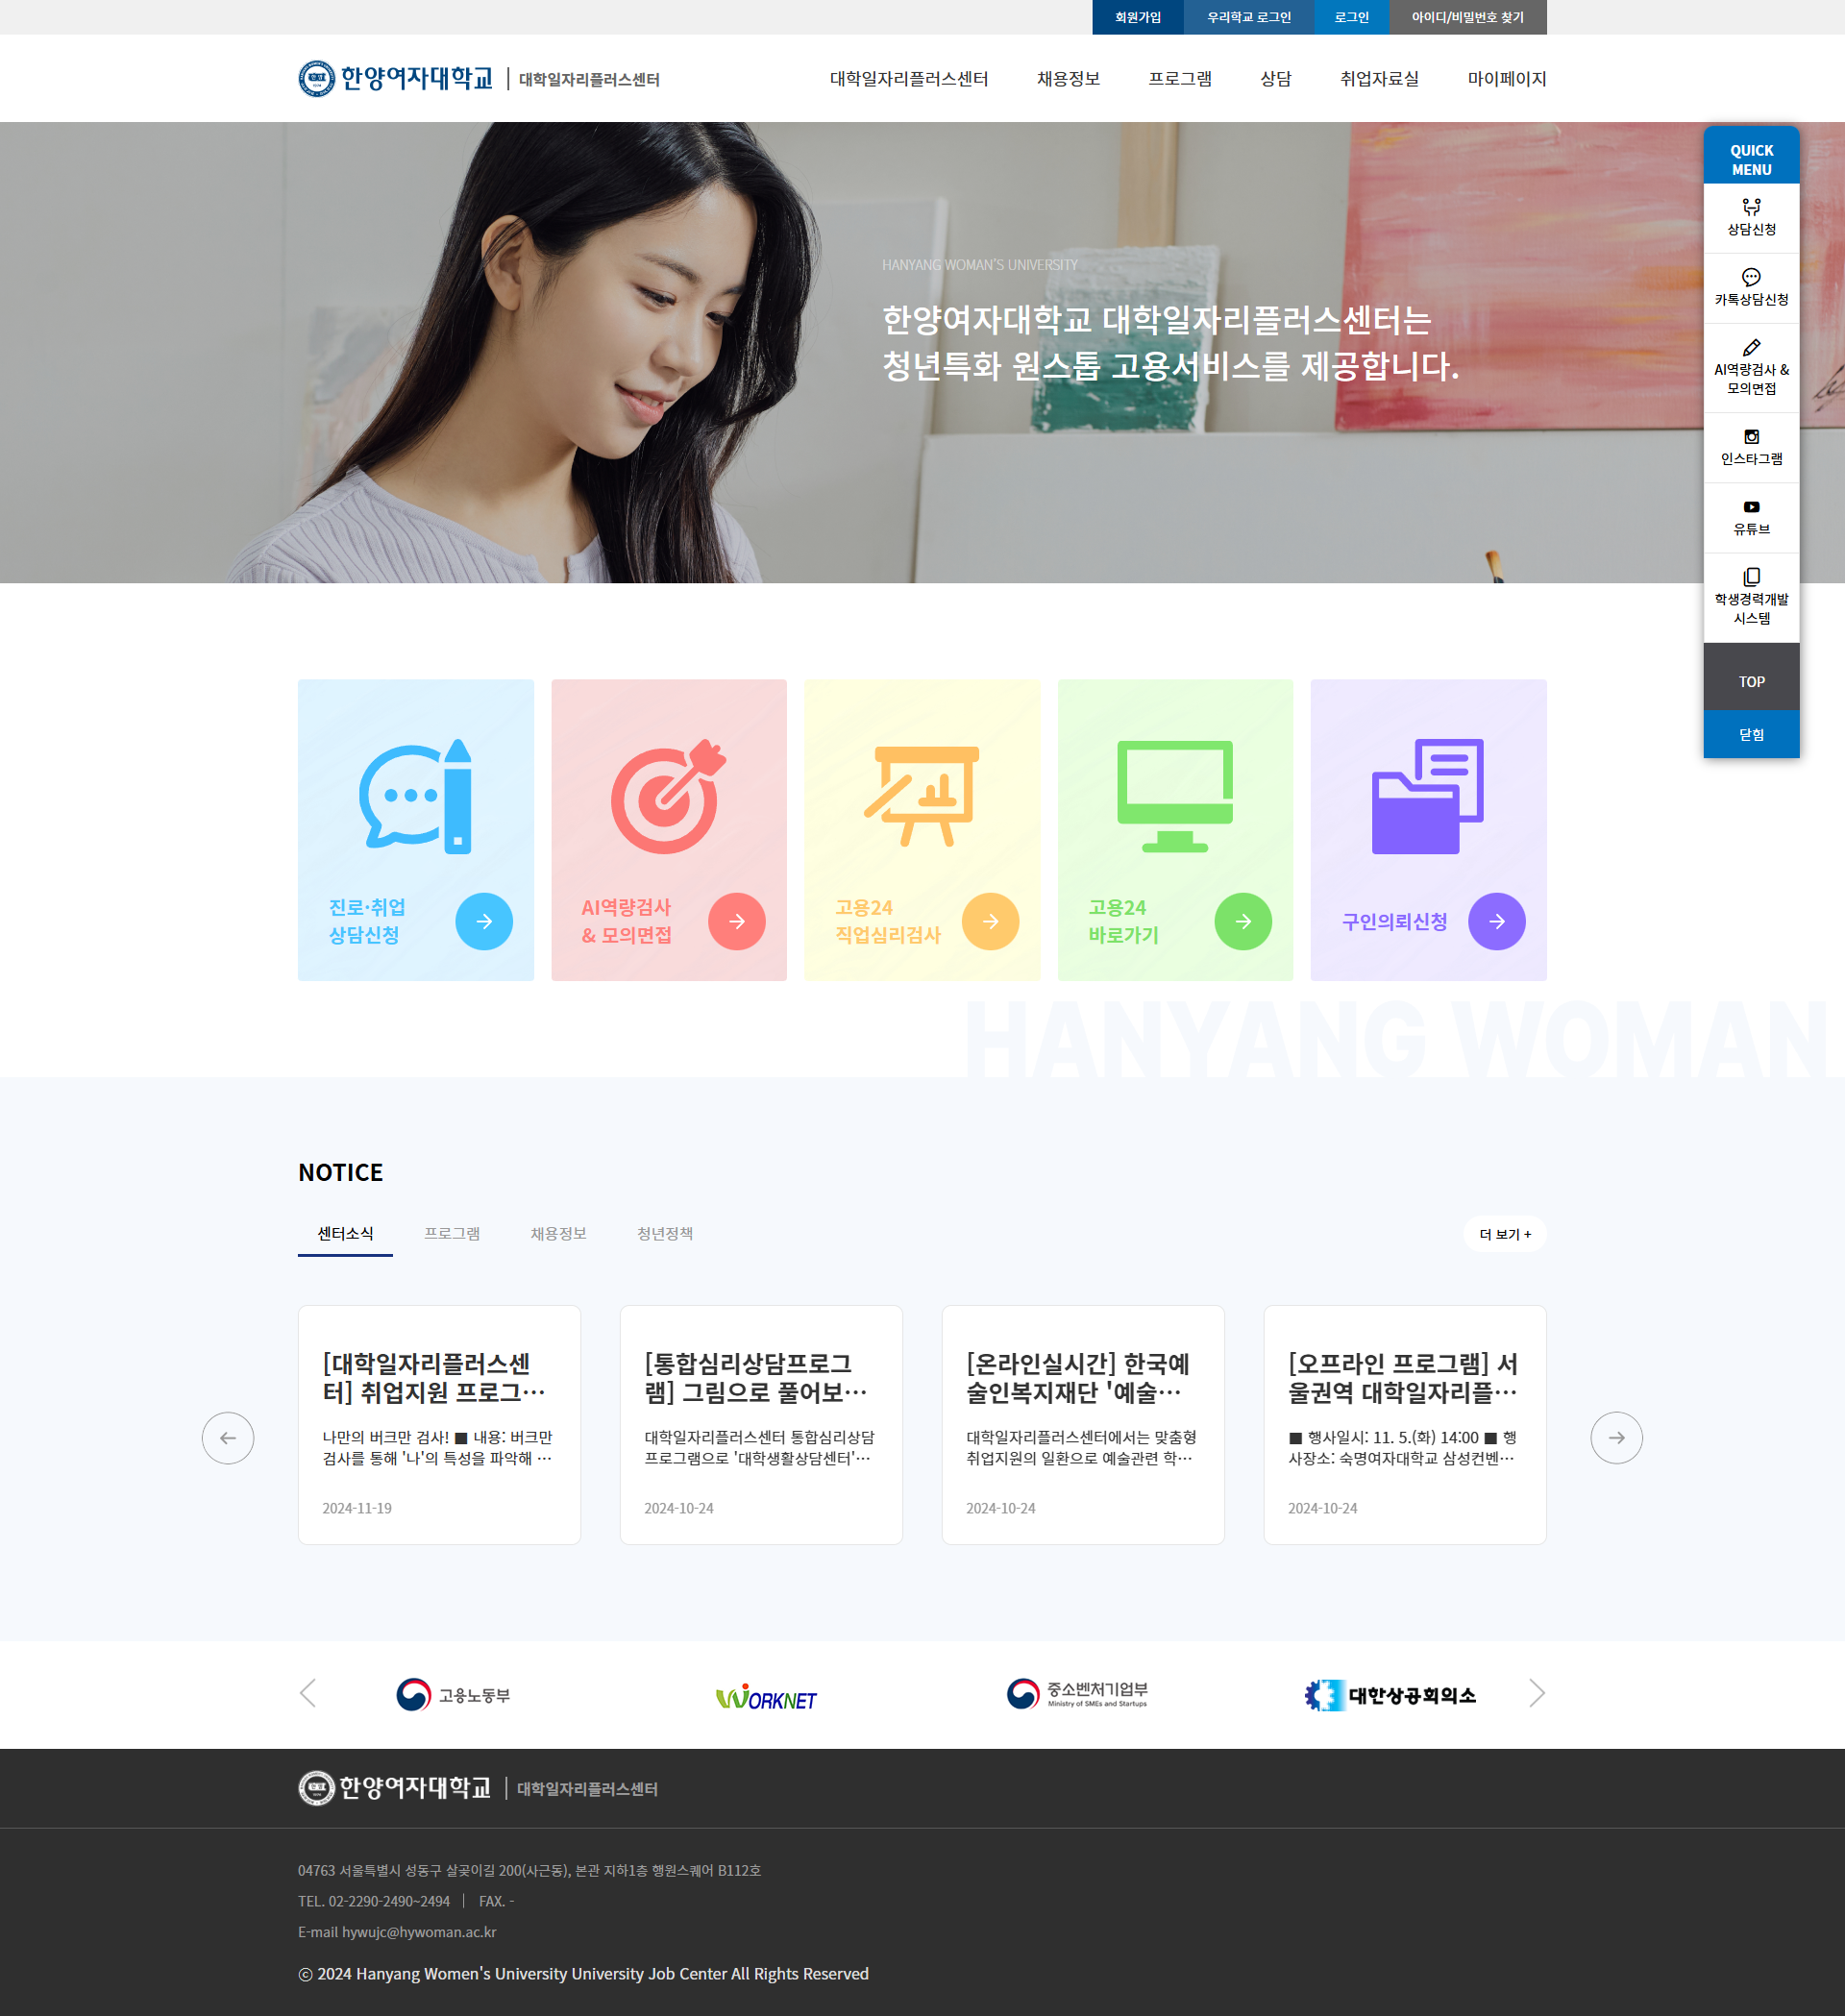 회원가입
우리학교 로그인
로그인
아이디/비밀번호 찾기
한양여자대학교
대학일자리플러스센터
대학일자리플러스센터
채용정보
프로그램
상담
취업자료실
마이페이지
HANYANG WOMAN'S UNIVERSITY
한양여자대학교 대학일자리플러스센터는
청년특화 원스톱 고용서비스를 제공합니다.
QUICK
MENU
상담신청
카톡상담신청
AI역량검사 &
모의면접
인스타그램
유튜브
학생경력개발
시스템
TOP
닫힘
진로·취업
상담신청
AI역량검사
& 모의면접
고용24
직업심리검사
고용24
바로가기
구인의뢰신청
HANYANG WOMAN
NOTICE
센터소식
프로그램
채용정보
청년정책
더 보기 +
[대학일자리플러스센
터] 취업지원 프로그…
나만의 버크만 검사! ■ 내용: 버크만
검사를 통해 '나'의 특성을 파악해 …
2024-11-19
[통합심리상담프로그
램] 그림으로 풀어보…
대학일자리플러스센터 통합심리상담
프로그램으로 '대학생활상담센터'…
2024-10-24
[온라인실시간] 한국예
술인복지재단 '예술…
대학일자리플러스센터에서는 맞춤형
취업지원의 일환으로 예술관련 학…
2024-10-24
[오프라인 프로그램] 서
울권역 대학일자리플…
■ 행사일시: 11. 5.(화) 14:00 ■ 행
사장소: 숙명여자대학교 삼성컨벤…
2024-10-24
고용노동부
WORKNET
중소벤처기업부
Ministry of SMEs and Startups
대한상공회의소
한양여자대학교
대학일자리플러스센터
04763 서울특별시 성동구 살곶이길 200(사근동), 본관 지하1층 행원스퀘어 B112호
TEL. 02-2290-2490~2494
FAX. -
E-mail hywujc@hywoman.ac.kr
ⓒ 2024 Hanyang Women's University University Job Center All Rights Reserved